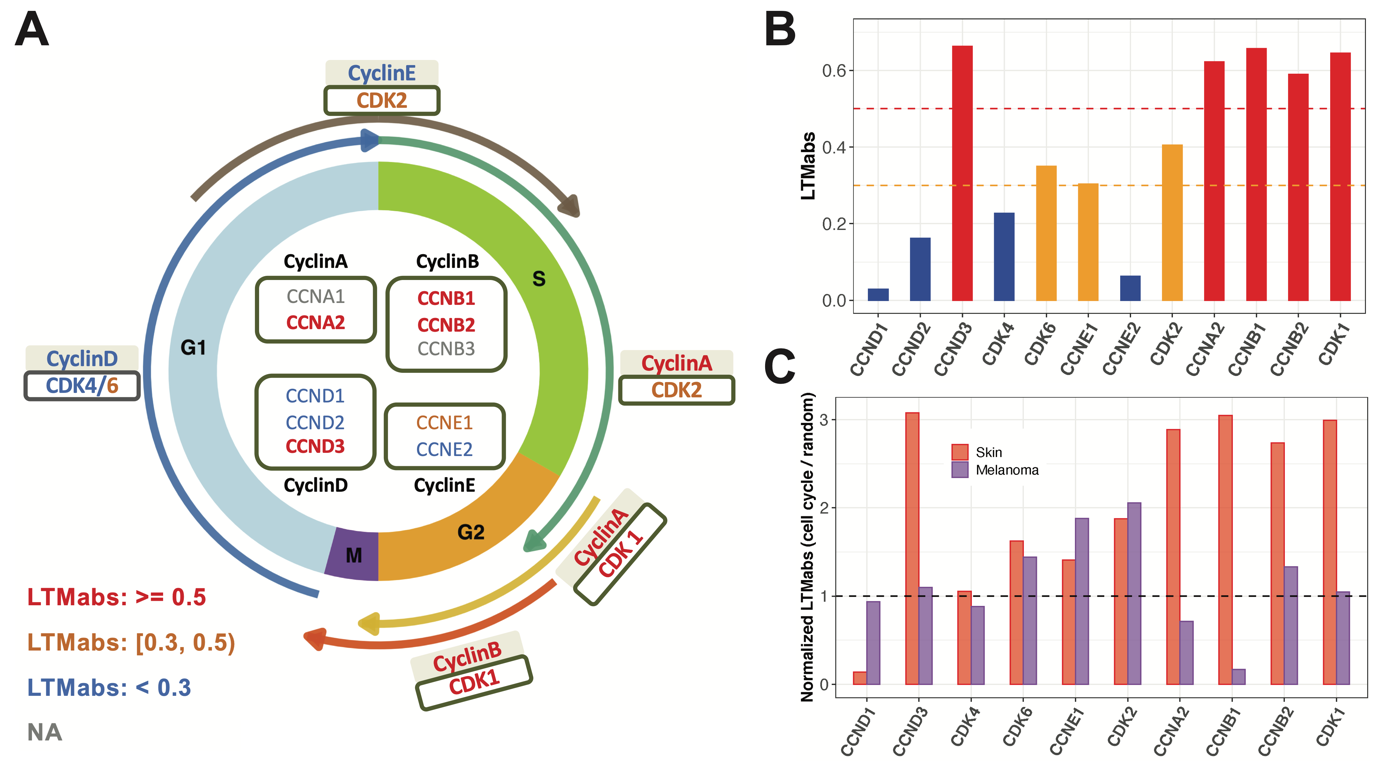 A
CyclinE
CDK2
CyclinA
CCNA1
CCNA2
CyclinB
CCNB1
CCNB2
CCNB3
S
G1
CyclinD
CDK4/6
CyclinA
CDK2
CCND1
CCND2
CCND3
CyclinD
CCNE1
CCNE2
CyclinE
G2
M
CyclinA
CDK 1
CyclinB
CDK1
LTMabs: >= 0.5
LTMabs: [0.3, 0.5)
LTMabs: < 0.3
NA
B
LTMabs
0.6
0.4
0.2
0.0
CCND1
CCND2
CCND3
CDK4
CDK6
CCNE1
CCNE2
CDK2
CCNA2
CCNB1
CCNB2
CDK1
C
Normalized LTMabs (cell cycle / random)
3
2
1
0
Skin
Melanoma
CCND1
CCND3
CDK4
CDK6
CCNE1
CDK2
CCNA2
CCNB1
CCNB2
CDK1